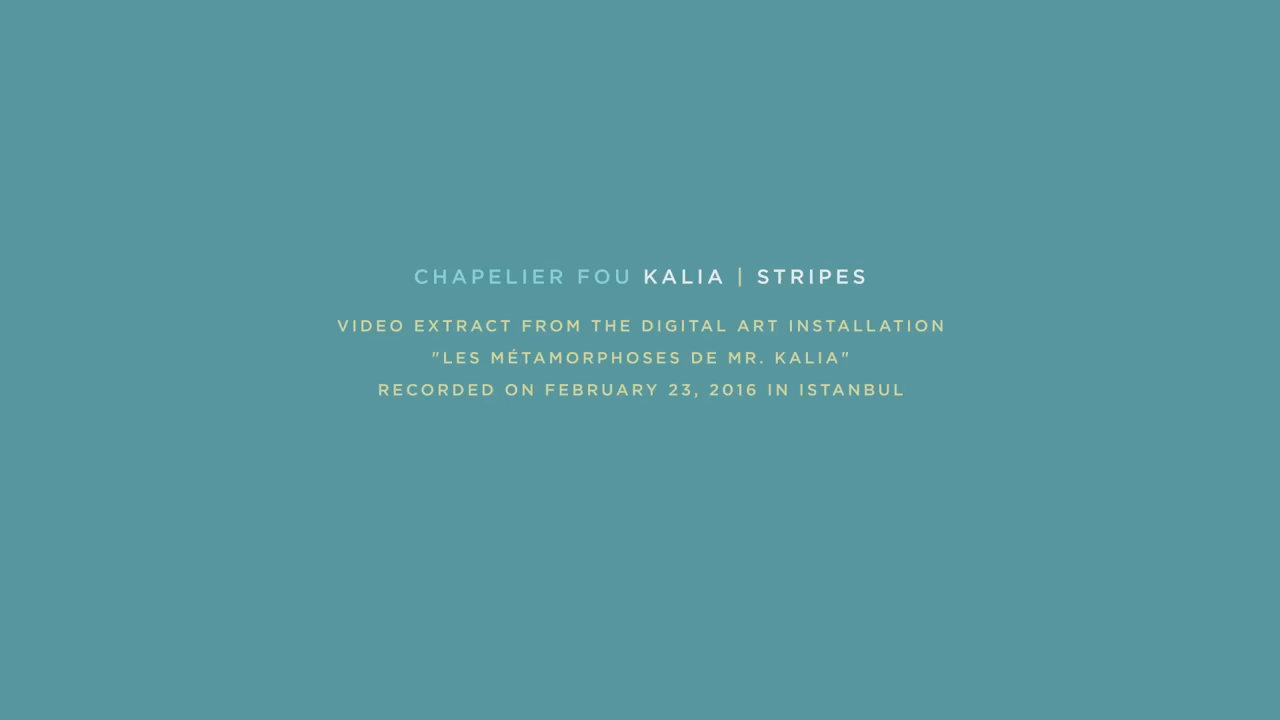 CHAPELIER FOU KALIA | STRIPES
VIDEO EXTRACT FROM THE DIGITAL ART INSTALLATION
"LES MÉTAMORPHOSES DE MR. KALIA"
RECORDED ON FEBRUARY 23, 2016 IN ISTANBUL